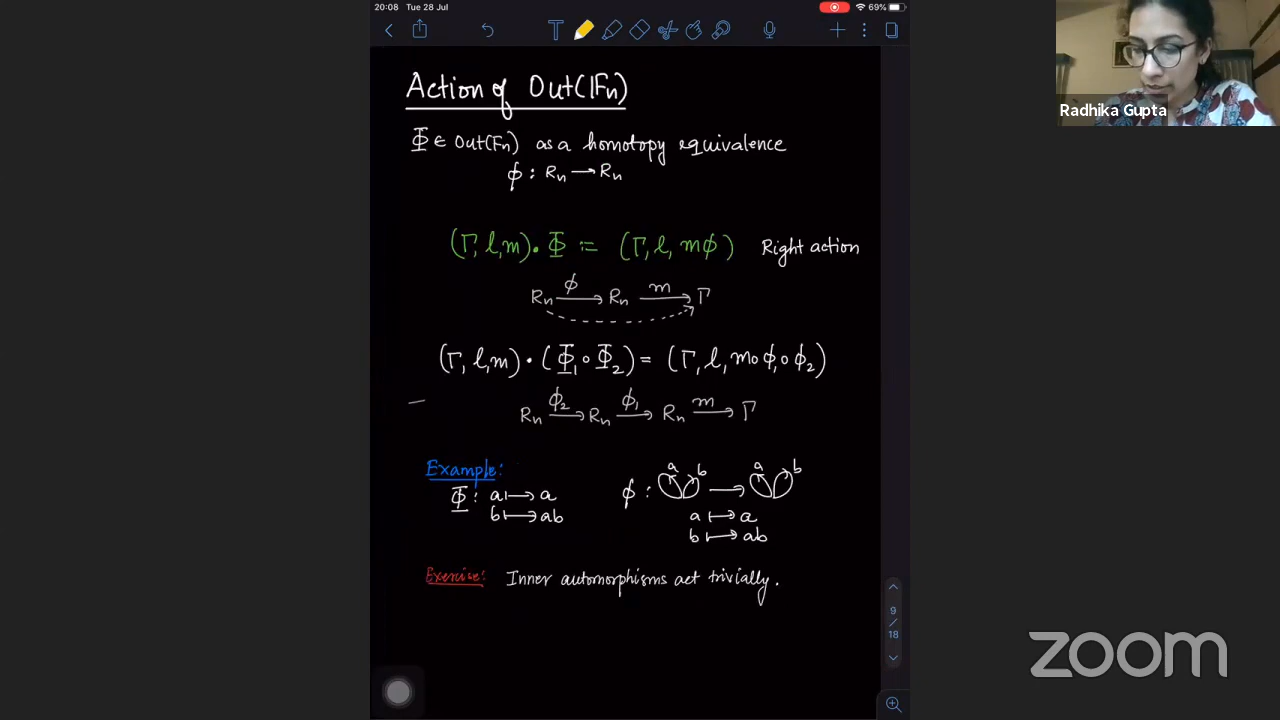 20:08 Tue 28 Jul
69%
Radhika Gupta
Action of Out(𝔽n)
Φ ∈ Out(Fn) as a homotopy equivalence
ϕ : Rn → Rn
(Γ, l, m) · Φ := (Γ, l, mϕ) Right action
Rn —ϕ→ Rn —m→ Γ
(Γ, l, m) · (Φ₁ ∘ Φ₂) = (Γ, l, m∘ϕ₁∘ϕ₂)
Rn —ϕ₂→ Rn —ϕ₁→ Rn —m→ Γ
Example:
Φ : a ↦ a
b ↦ ab
ϕ : a b → a b
a ↦ a
b ↦ ab
Exercise: Inner automorphisms act trivially.
9
/
18
zoom